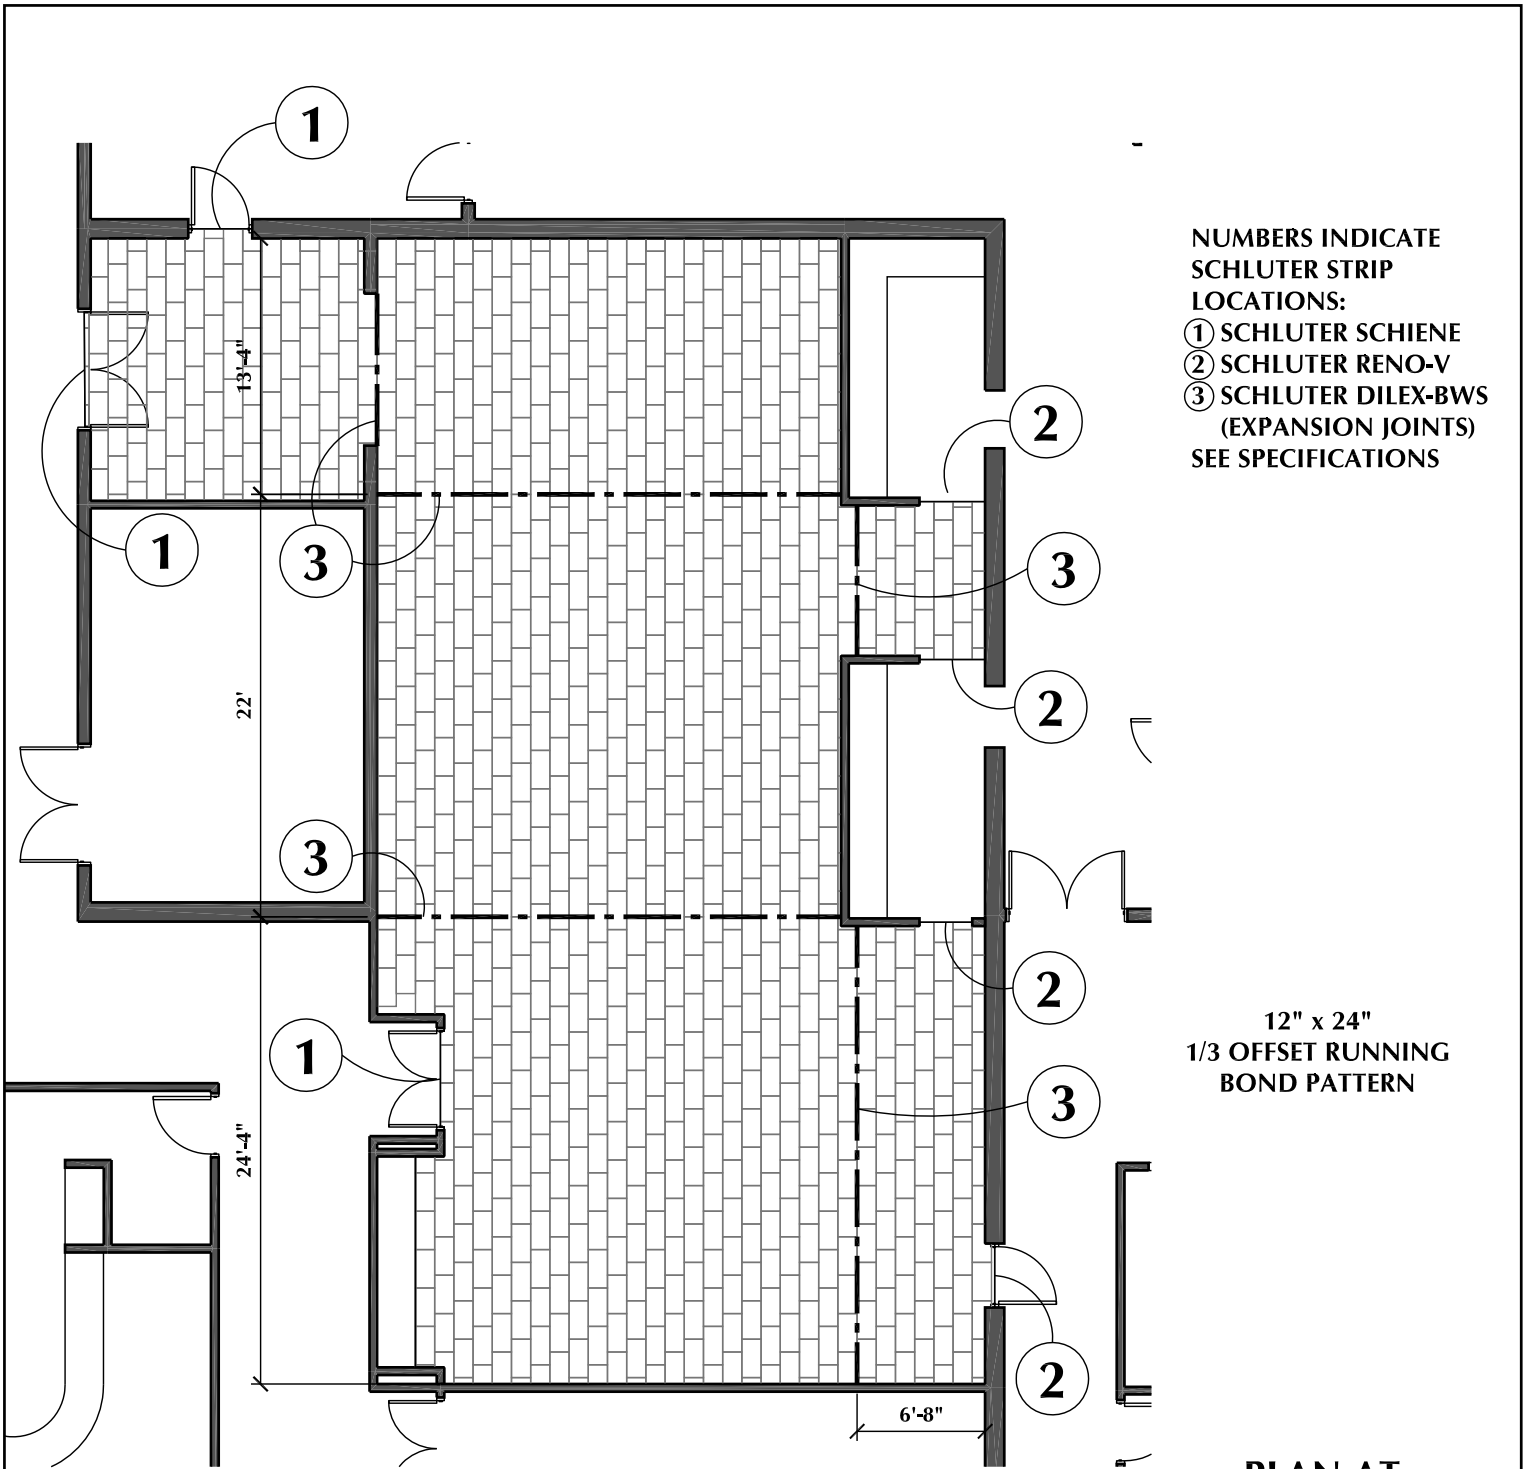 1
NUMBERS INDICATE
SCHLUTER STRIP
LOCATIONS:
1 SCHLUTER SCHIENE
2 SCHLUTER RENO-V
3 SCHLUTER DILEX-BWS
(EXPANSION JOINTS)
SEE SPECIFICATIONS
13'-4"
2
1
3
3
22'
2
3
2
12" x 24"
1/3 OFFSET RUNNING
BOND PATTERN
1
3
24'-4"
2
6'-8"
PLAN AT